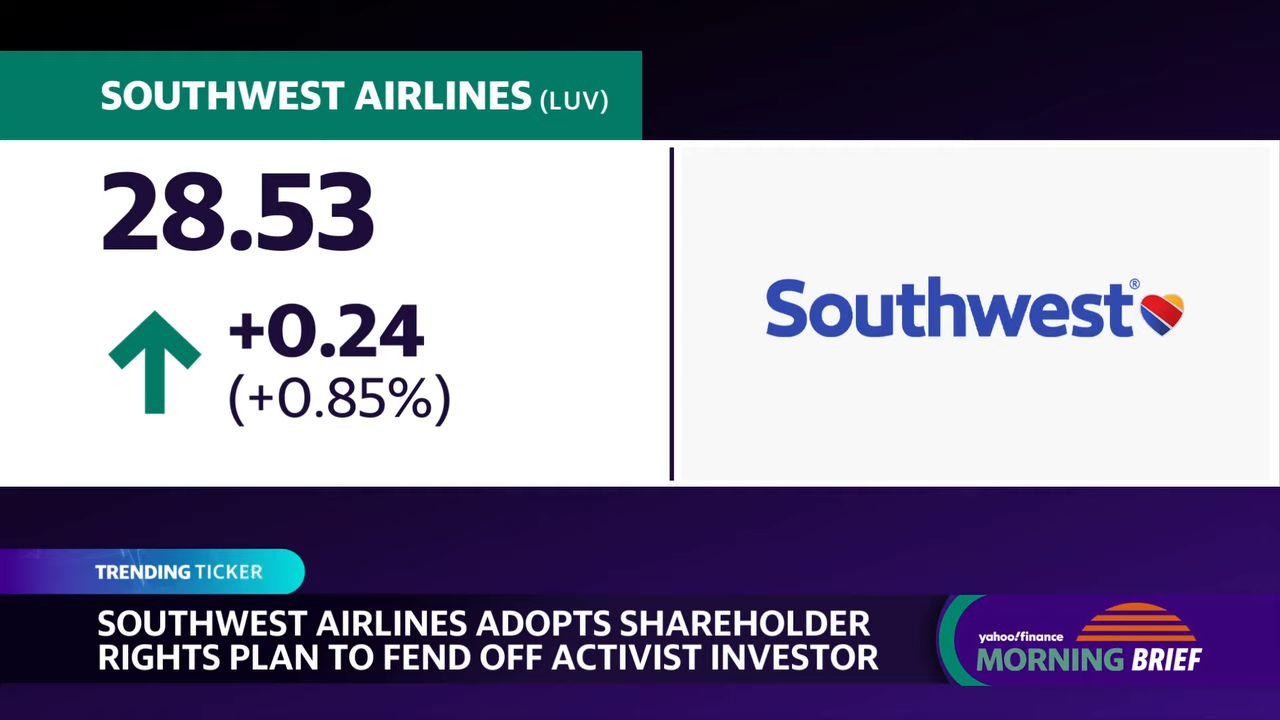 SOUTHWEST AIRLINES (LUV)
28.53
+0.24
(+0.85%)
Southwest®
TRENDING TICKER
SOUTHWEST AIRLINES ADOPTS SHAREHOLDER
RIGHTS PLAN TO FEND OFF ACTIVIST INVESTOR
yahoo!finance
MORNING BRIEF